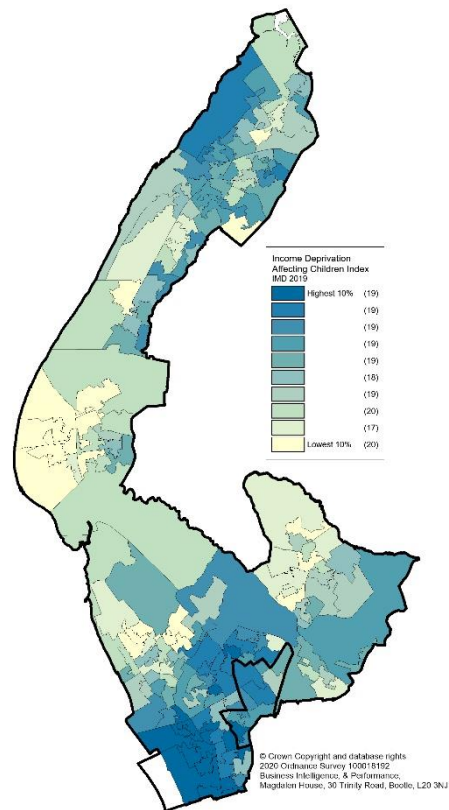 Income Deprivation
Affecting Children Index
IMD 2019
Highest 10% (19)
(19)
(19)
(19)
(19)
(18)
(19)
(20)
(17)
Lowest 10% (20)
© Crown Copyright and database rights
2020 Ordnance Survey 100018192
Business Intelligence, & Performance,
Magdalen House, 30 Trinity Road, Bootle, L20 3NJ